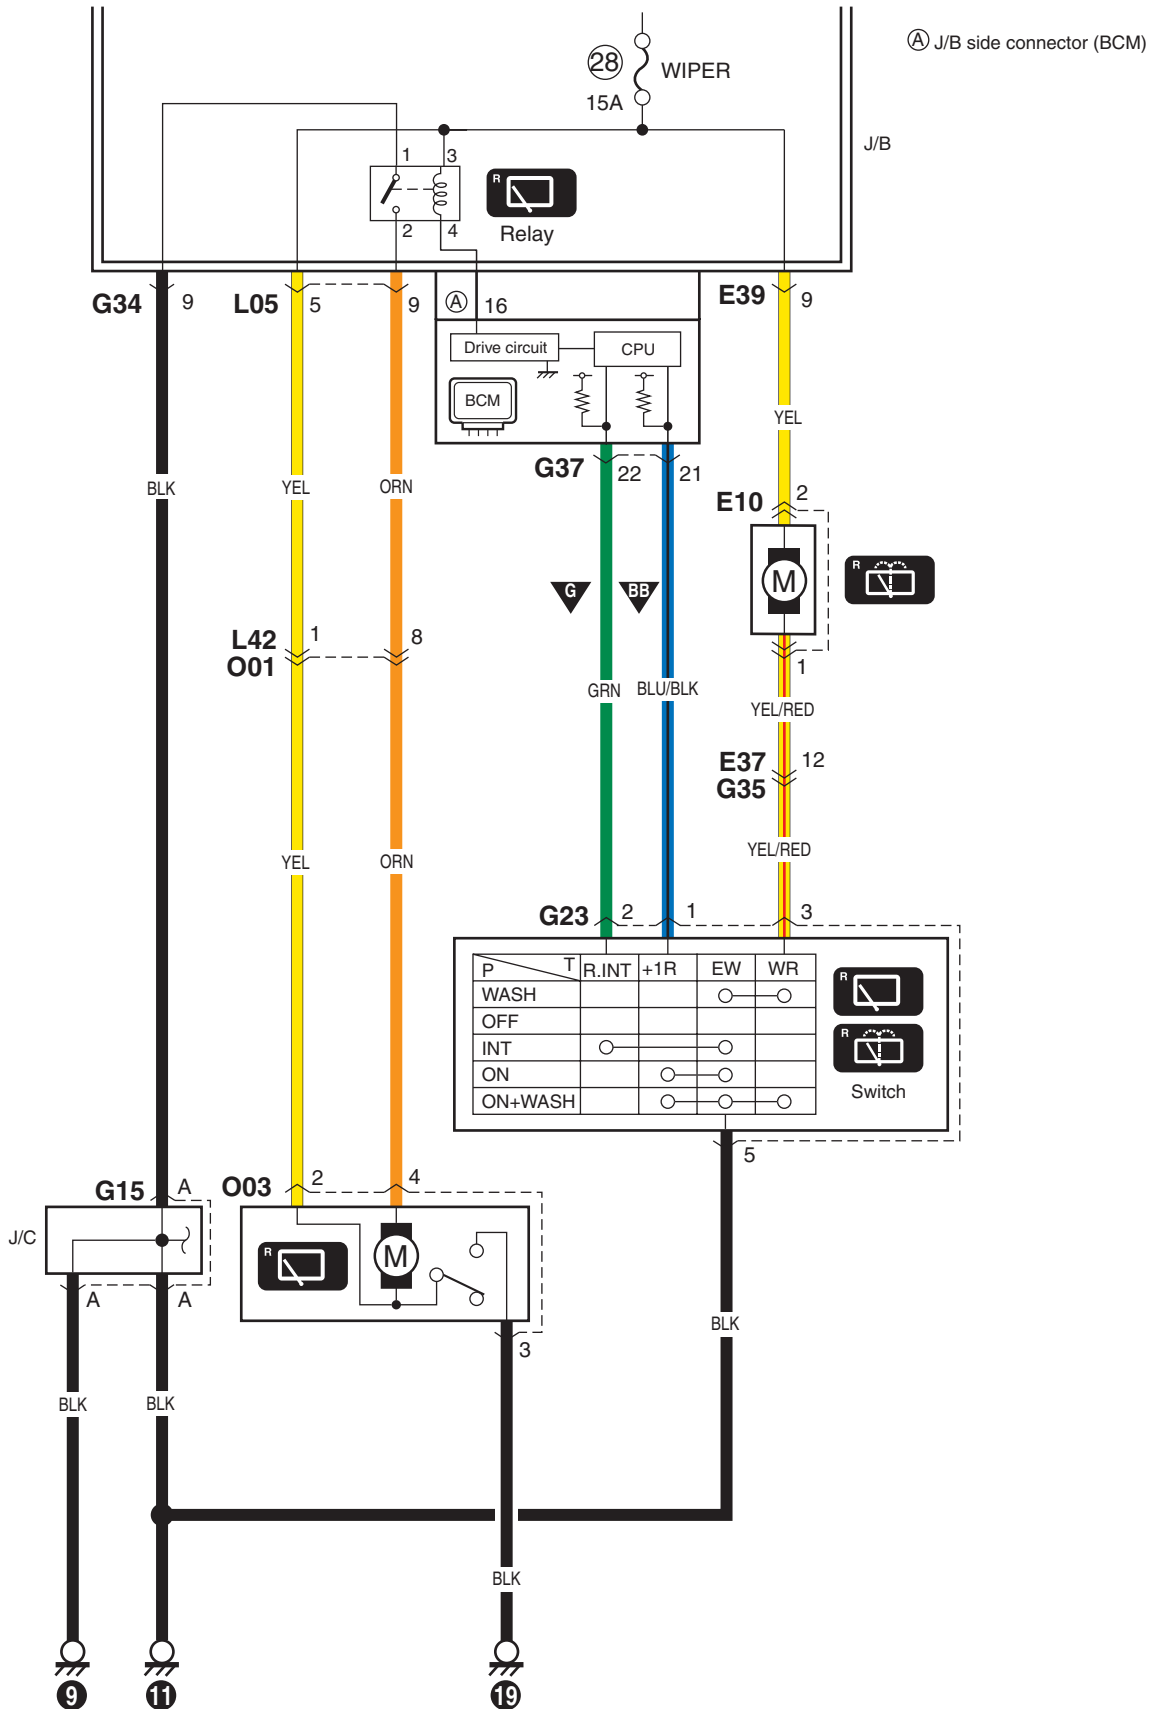 Ⓐ J/B side connector (BCM)
28 WIPER
15A
J/B
1 3
R
2 4
Relay
G34 9 L05 5 9 A 16 E39 9
Drive circuit CPU
BCM
YEL
BLK YEL ORN
G37 22 21
E10 2
M
R
G BB
L42 1 8
O01
1
GRN BLU/BLK
YEL/RED
E37 12
G35
YEL ORN YEL/RED
G23 2 1 3
P T R.INT +1R EW WR
WASH
OFF
INT
ON
ON+WASH
R
R
Switch
5
G15 A O03 2 4
J/C
R
M
A A
BLK
3
BLK BLK
BLK
9 11 19